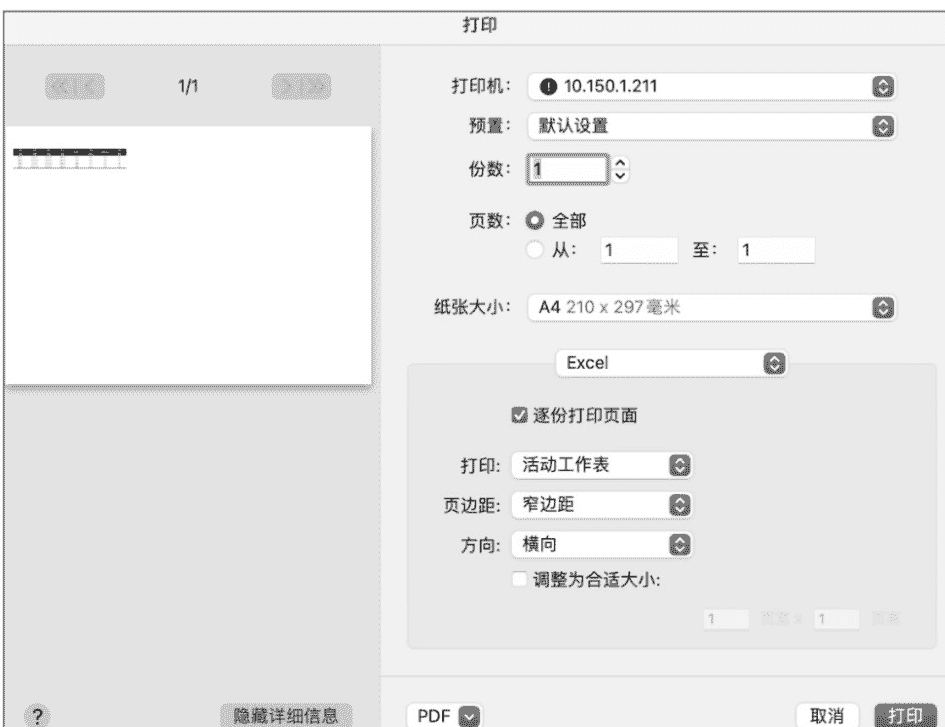 打印
1/1
打印机: 10.150.1.211
预置: 默认设置
份数: 1
页数: 全部
从: 1 至: 1
纸张大小: A4 210 x 297 毫米
Excel
逐份打印页面
打印: 活动工作表
页边距: 窄边距
方向: 横向
调整为合适大小:
1 页宽 x 1 页高
? 隐藏详细信息 PDF 取消 打印